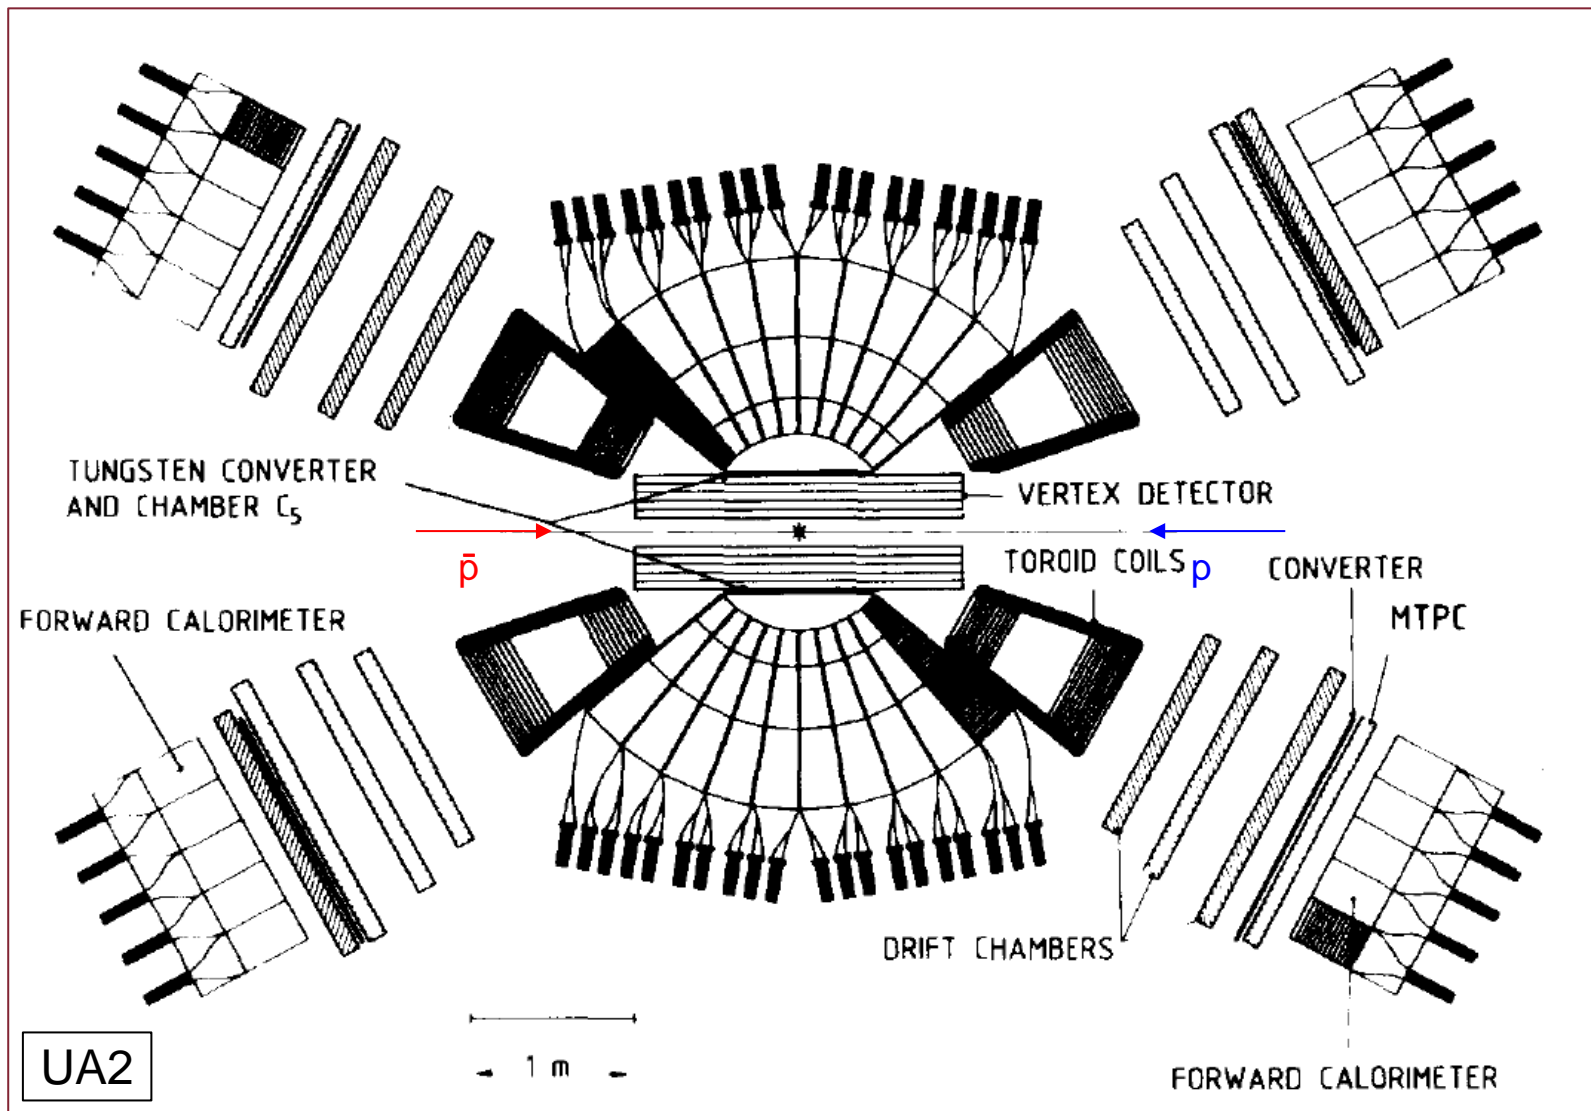 TUNGSTEN CONVERTER
AND CHAMBER C5
VERTEX DETECTOR
p̄
TOROID COILS
p
CONVERTER
MTPC
FORWARD CALORIMETER
DRIFT CHAMBERS
1 m
UA2
FORWARD CALORIMETER